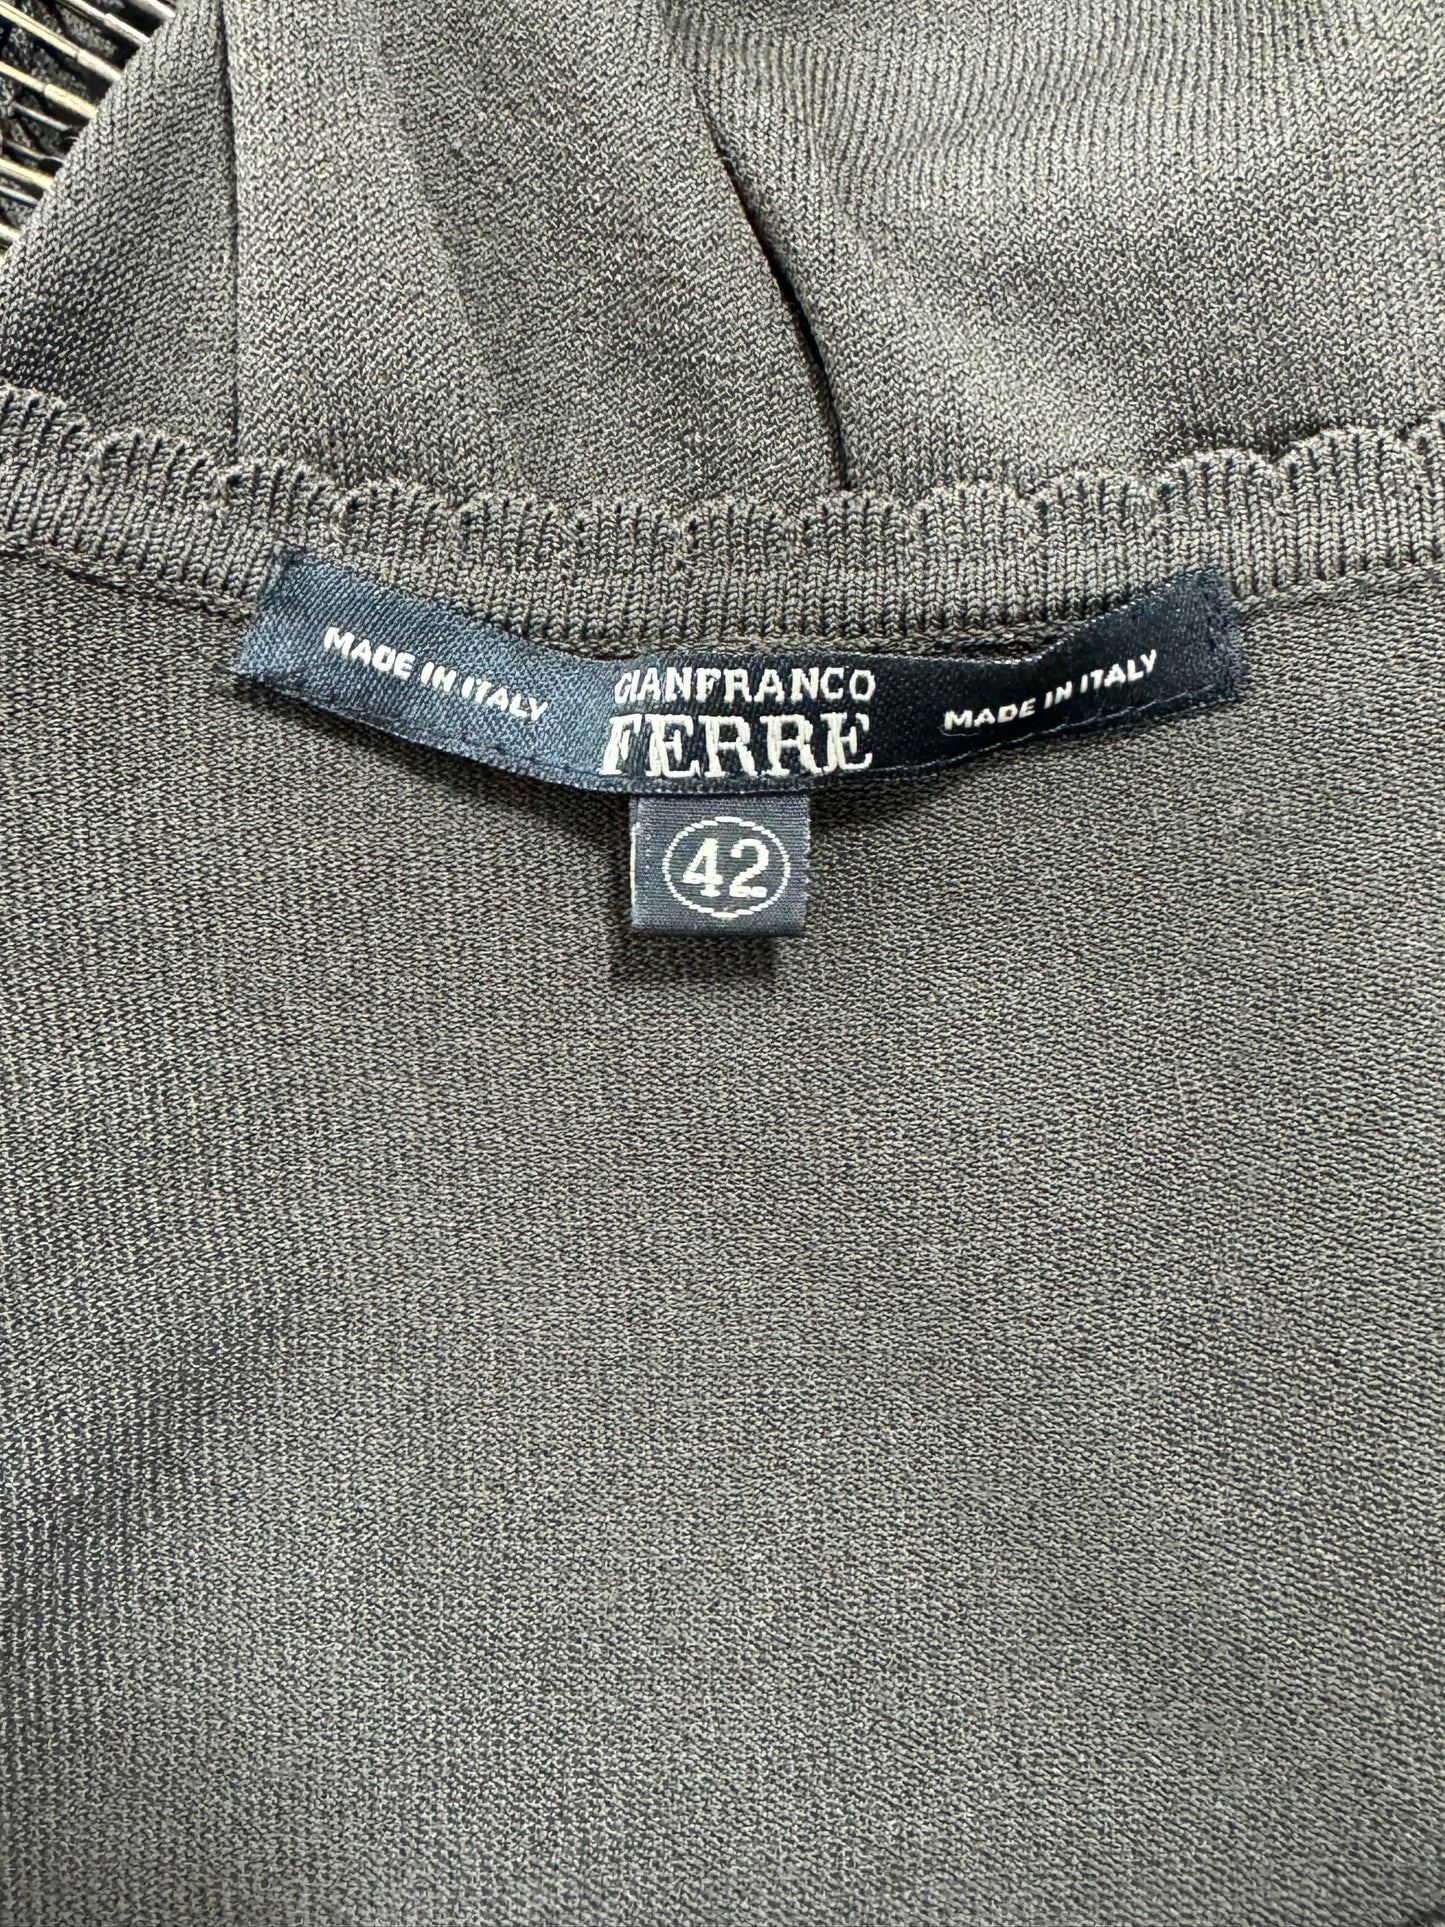 MADE IN ITALY
GIANFRANCO
FERRE
MADE IN ITALY
42